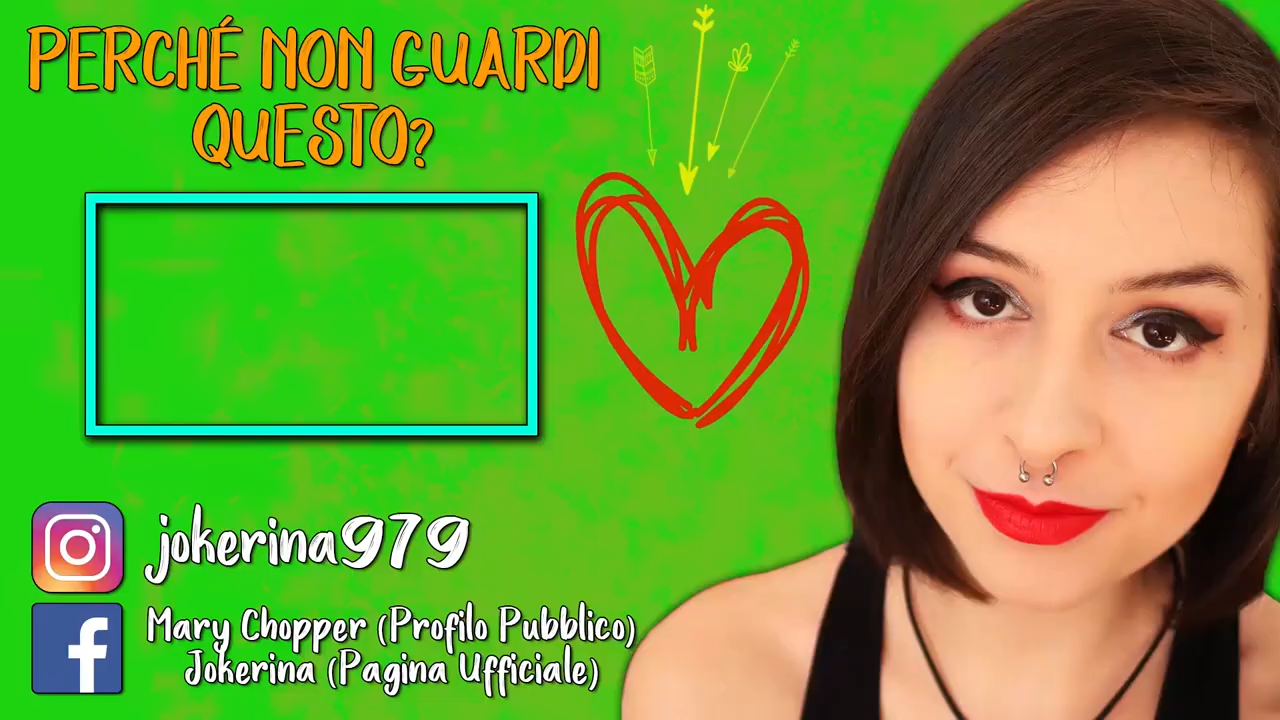 PERCHÉ NON GUARDI
QUESTO?
jokerina979
Mary Chopper (Profilo Pubblico)
Jokerina (Pagina Ufficiale)